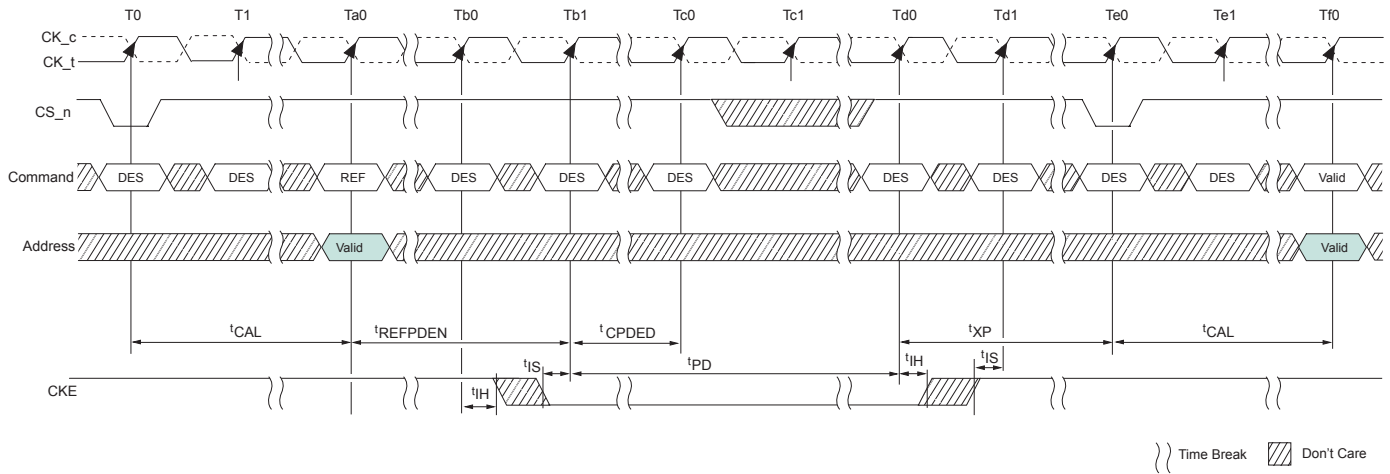 T0 T1 Ta0 Tb0 Tb1 Tc0 Tc1 Td0 Td1 Te0 Te1 Tf0
CK_c
CK_t
CS_n
Command DES DES REF DES DES DES DES DES DES DES Valid
Address Valid Valid
tCAL tREFPDEN tCPDED tXP tCAL
tIS tPD tIH tIS
CKE tIH
Time Break Don't Care